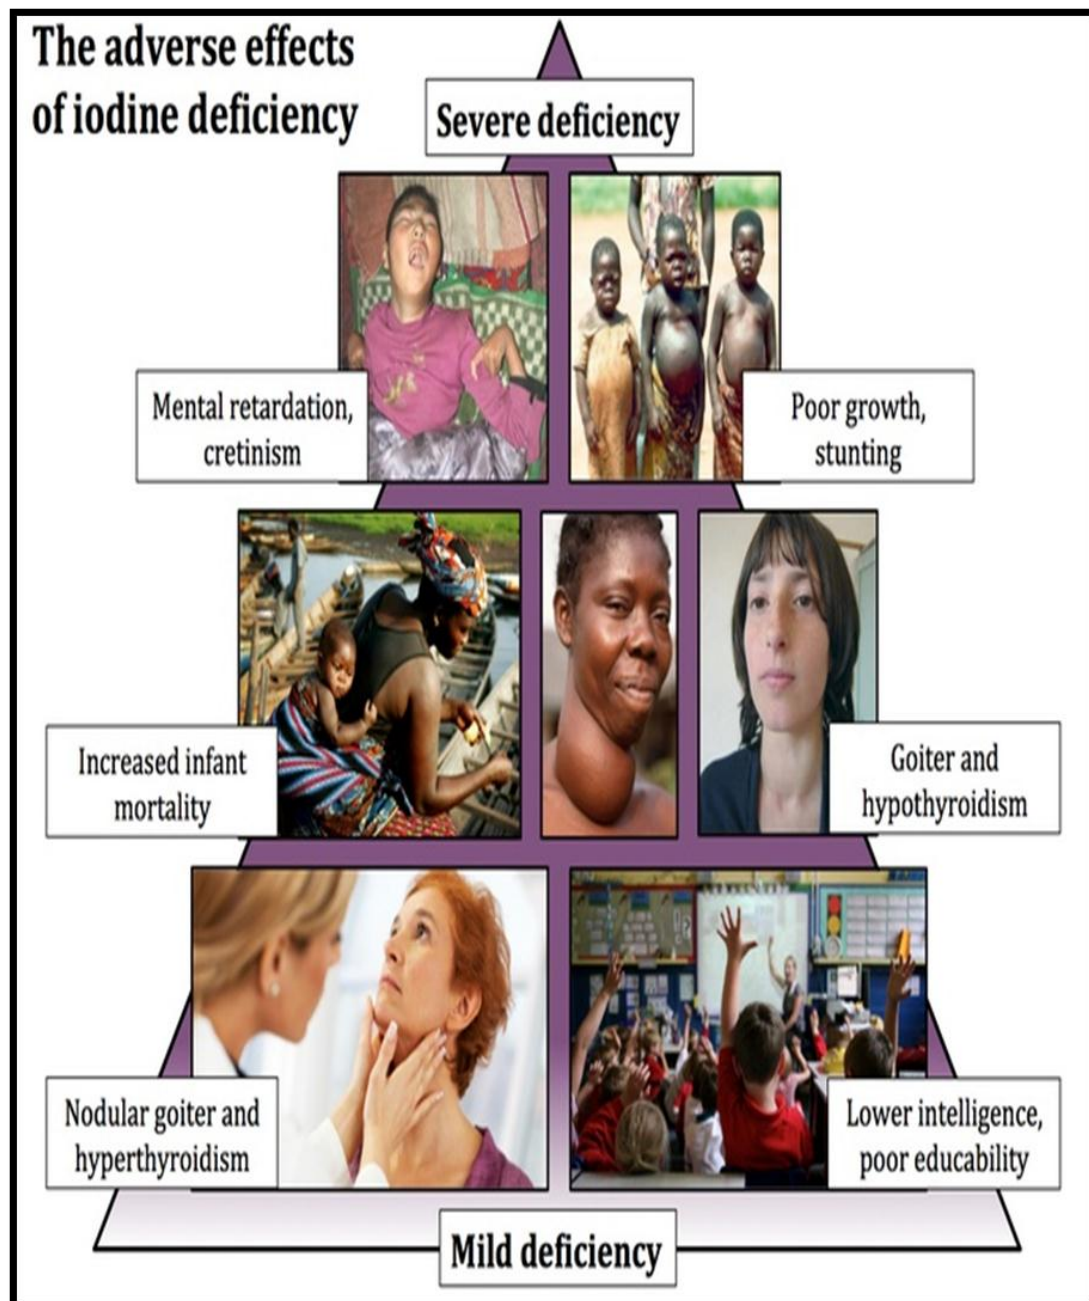 The adverse effects
of iodine deficiency
Severe deficiency
Mental retardation,
cretinism
Poor growth,
stunting
Increased infant
mortality
Goiter and
hypothyroidism
Nodular goiter and
hyperthyroidism
Lower intelligence,
poor educability
Mild deficiency